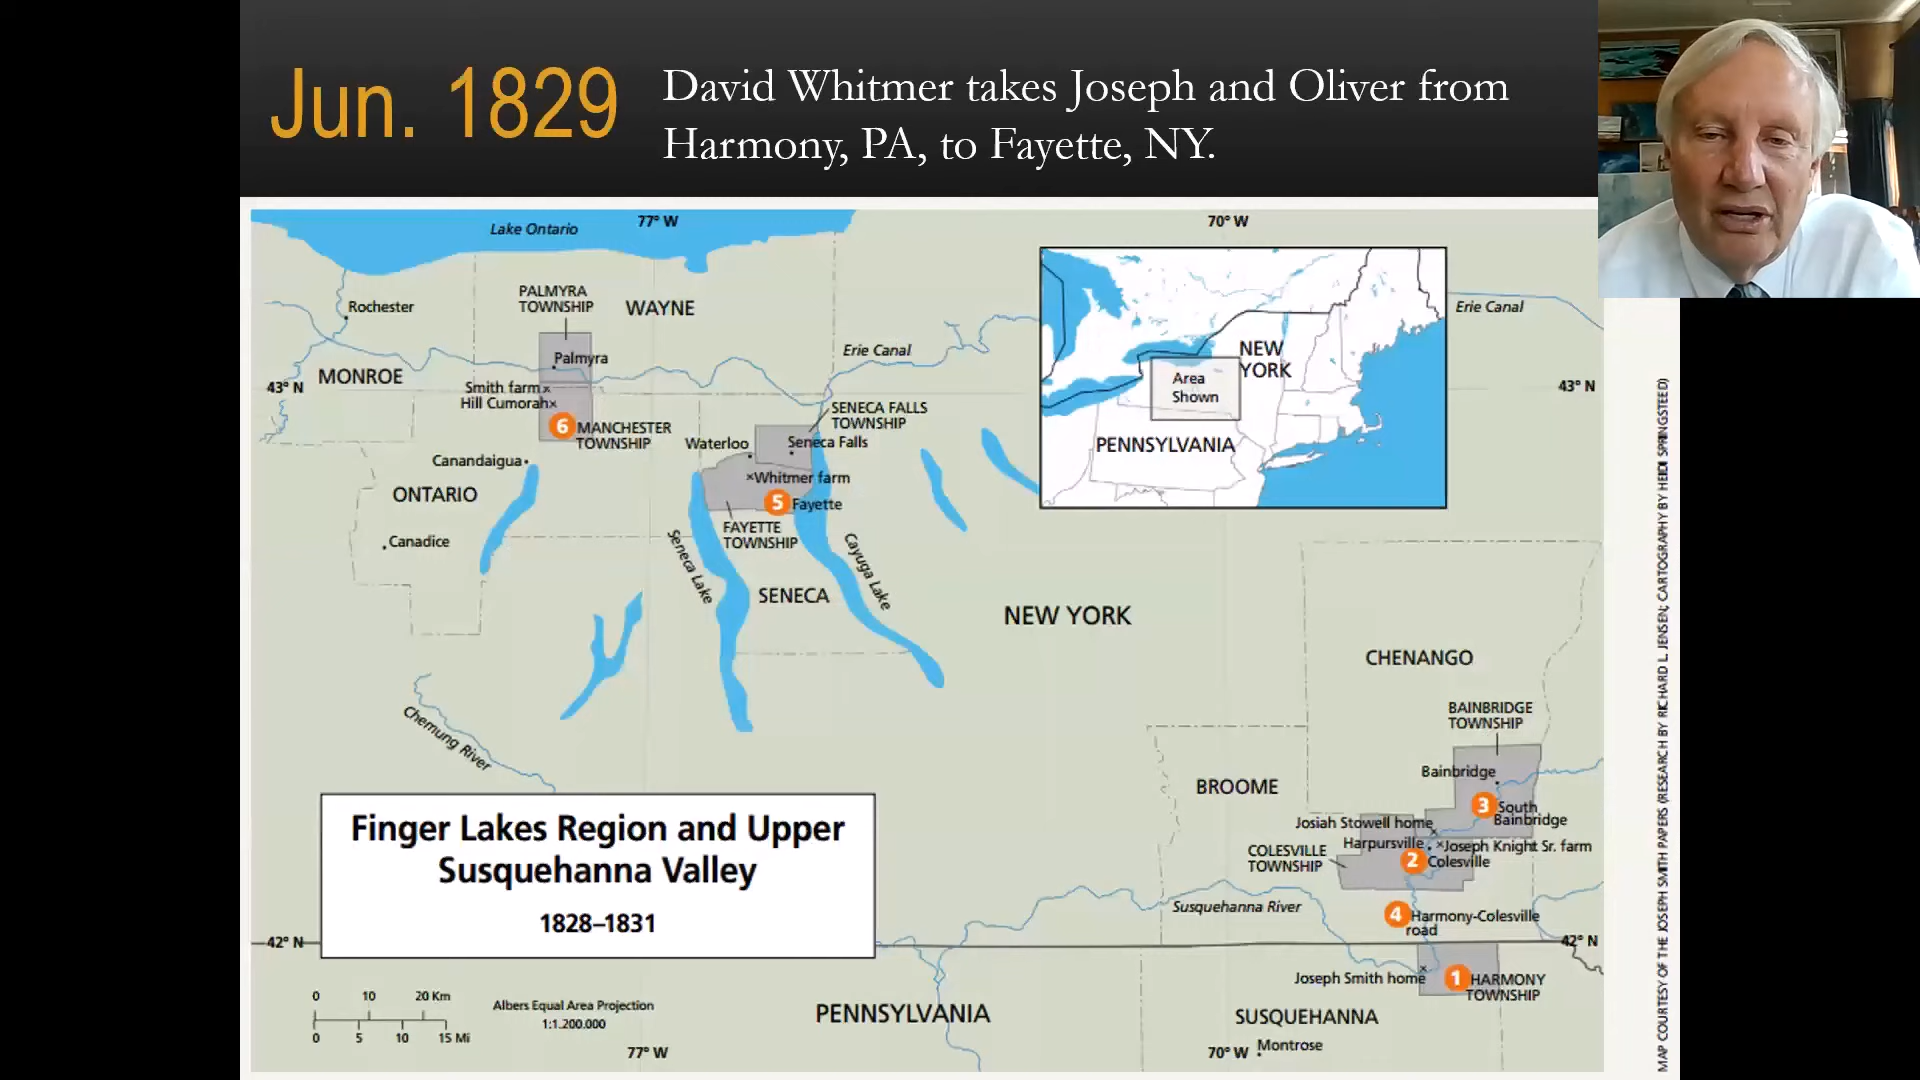 Jun. 1829
David Whitmer takes Joseph and Oliver from
Harmony, PA, to Fayette, NY.
Lake Ontario
77° W
70° W
Rochester
PALMYRA
TOWNSHIP
WAYNE
Erie Canal
Palmyra
Erie Canal
MONROE
43° N
43° N
Smith farm×
Hill Cumorah×
6
MANCHESTER
TOWNSHIP
SENECA FALLS
TOWNSHIP
Waterloo
Seneca Falls
Canandaigua
×Whitmer farm
ONTARIO
5
Fayette
FAYETTE
TOWNSHIP
Canadice
Seneca Lake
Cayuga Lake
SENECA
NEW YORK
NEW
YORK
Area
Shown
PENNSYLVANIA
Chemung River
CHENANGO
BAINBRIDGE
TOWNSHIP
Bainbridge
BROOME
3
South
Bainbridge
Josiah Stowell home
Harpursville
×Joseph Knight Sr. farm
COLESVILLE
TOWNSHIP
2
Colesville
Susquehanna River
4
Harmony-Colesville
road
Finger Lakes Region and Upper
Susquehanna Valley
1828–1831
42° N
42° N
Joseph Smith home
×
1
HARMONY
TOWNSHIP
0 10 20 Km
0 5 10 15 Mi
Albers Equal Area Projection
1:1.200.000
PENNSYLVANIA
SUSQUEHANNA
Montrose
77° W
70° W
MAP COURTESY OF THE JOSEPH SMITH PAPERS (RESEARCH BY RICHARD L. JENSEN; CARTOGRAPHY BY HEIDI SPRINGSTEED)